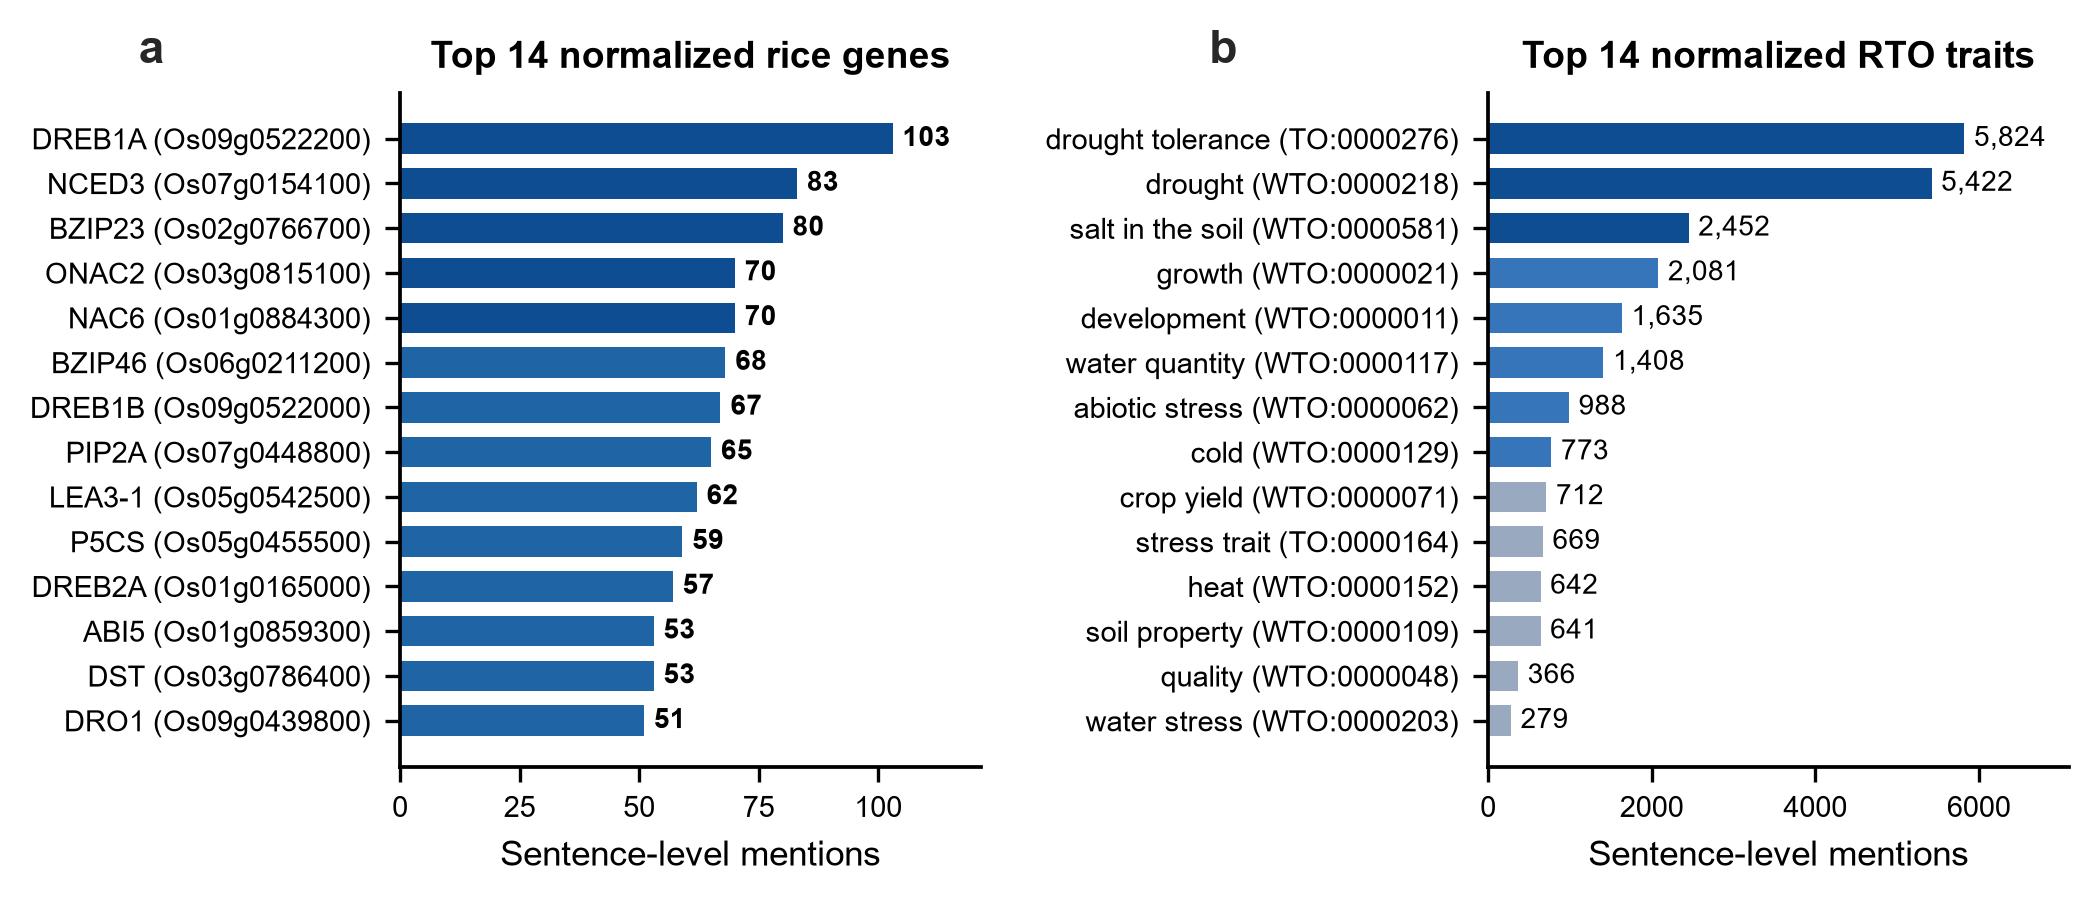 a
Top 14 normalized rice genes
DREB1A (Os09g0522200) 103
NCED3 (Os07g0154100) 83
BZIP23 (Os02g0766700) 80
ONAC2 (Os03g0815100) 70
NAC6 (Os01g0884300) 70
BZIP46 (Os06g0211200) 68
DREB1B (Os09g0522000) 67
PIP2A (Os07g0448800) 65
LEA3-1 (Os05g0542500) 62
P5CS (Os05g0455500) 59
DREB2A (Os01g0165000) 57
ABI5 (Os01g0859300) 53
DST (Os03g0786400) 53
DRO1 (Os09g0439800) 51
0 25 50 75 100
Sentence-level mentions
b
Top 14 normalized RTO traits
drought tolerance (TO:0000276) 5,824
drought (WTO:0000218) 5,422
salt in the soil (WTO:0000581) 2,452
growth (WTO:0000021) 2,081
development (WTO:0000011) 1,635
water quantity (WTO:0000117) 1,408
abiotic stress (WTO:0000062) 988
cold (WTO:0000129) 773
crop yield (WTO:0000071) 712
stress trait (TO:0000164) 669
heat (WTO:0000152) 642
soil property (WTO:0000109) 641
quality (WTO:0000048) 366
water stress (WTO:0000203) 279
0 2000 4000 6000
Sentence-level mentions